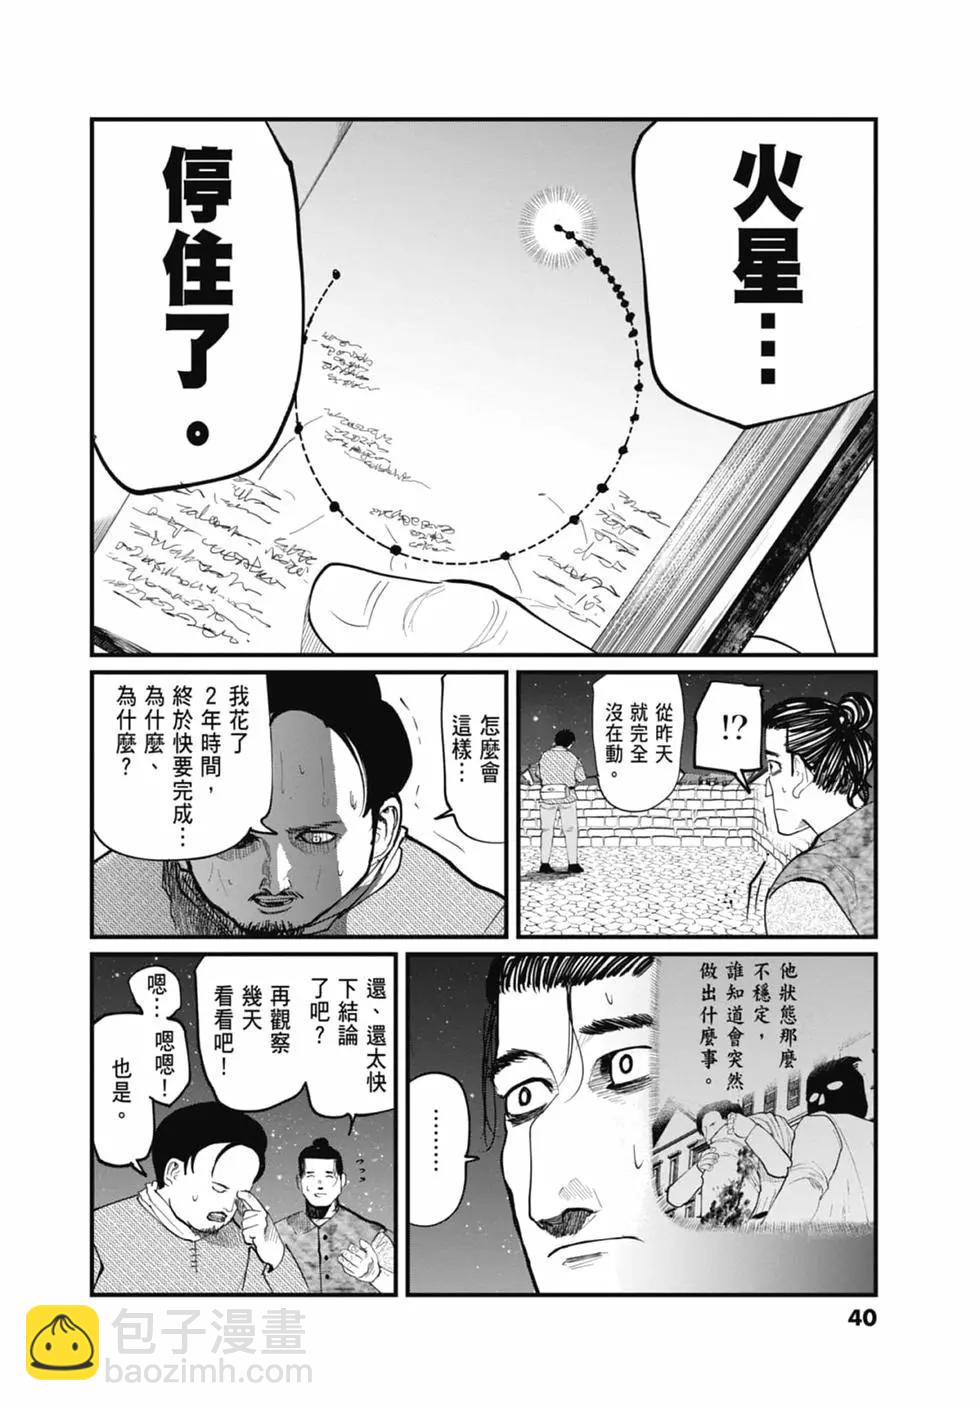 火星…
停住了。
!?
從昨天
就完全
沒在動。
怎麼會
這樣…
我花了
2年時間，
終於快要完成…
為什麼、
為什麼？
他狀態那麼
不穩定，
誰知道會突然
做出什麼事。
………
還、還太快
下結論
了吧？
再觀察
幾天
看看吧！
嗯…嗯嗯！
也是。
40
包子漫畫
baozimh.com